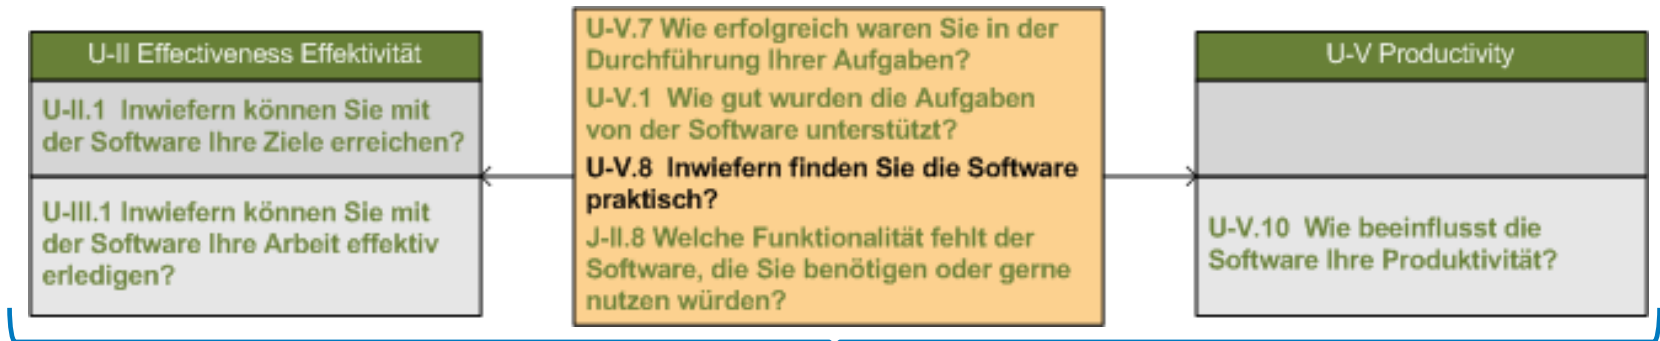 U-II Effectiveness Effektivität
U-II.1 Inwiefern können Sie mit
der Software Ihre Ziele erreichen?
U-III.1 Inwiefern können Sie mit
der Software Ihre Arbeit effektiv
erledigen?
U-V.7 Wie erfolgreich waren Sie in der
Durchführung Ihrer Aufgaben?
U-V.1 Wie gut wurden die Aufgaben
von der Software unterstützt?
U-V.8 Inwiefern finden Sie die Software
praktisch?
J-II.8 Welche Funktionalität fehlt der
Software, die Sie benötigen oder gerne
nutzen würden?
U-V Productivity
U-V.10 Wie beeinflusst die
Software Ihre Produktivität?